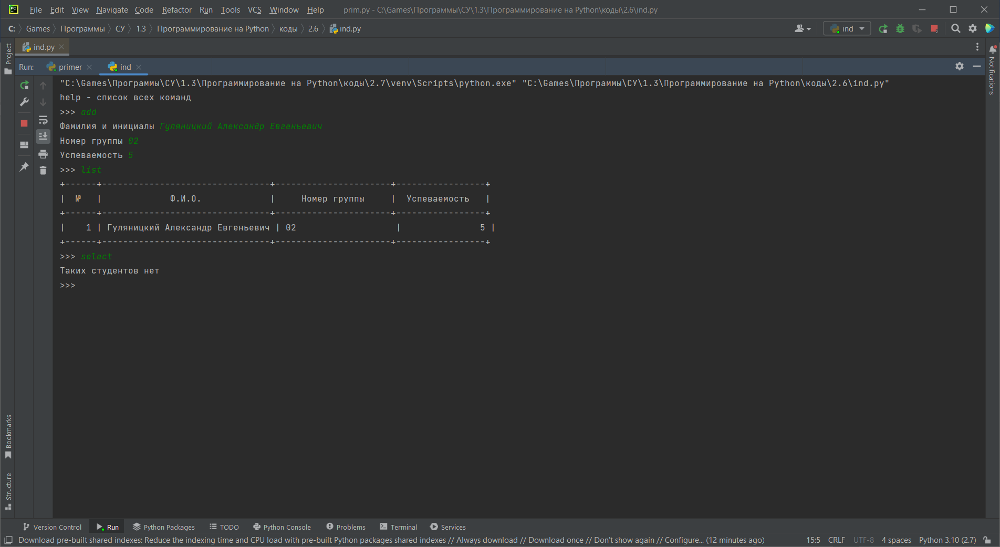 File Edit View Navigate Code Refactor Run Tools VCS Window Help prim.py - C:\Games\Программы\СУ\1.3\Программирование на Python\коды\2.6\ind.py
C: Games Программы СУ 1.3 Программирование на Python коды 2.6 ind.py ind
Project
ind.py
Run: primer ind
Notifications
"C:\Games\Программы\СУ\1.3\Программирование на Python\коды\2.7\venv\Scripts\python.exe" "C:\Games\Программы\СУ\1.3\Программирование на Python\коды\2.6\ind.py"
help - список всех команд
>>> add
Фамилия и инициалы Гуляницкий Александр Евгеньевич
Номер группы 02
Успеваемость 5
>>> list
+------+--------------------------------+----------------------+-----------------+
|  №   |             Ф.И.О.             |     Номер группы     |  Успеваемость   |
+------+--------------------------------+----------------------+-----------------+
|    1 | Гуляницкий Александр Евгеньевич | 02                   |               5 |
+------+--------------------------------+----------------------+-----------------+
>>> select
Таких студентов нет
>>>
Bookmarks
Structure
Version Control Run Python Packages TODO Python Console Problems Terminal Services
Download pre-built shared indexes: Reduce the indexing time and CPU load with pre-built Python packages shared indexes // Always download // Download once // Don't show again // Configure... (12 minutes ago) 15:5 CRLF UTF-8 4 spaces Python 3.10 (2.7)